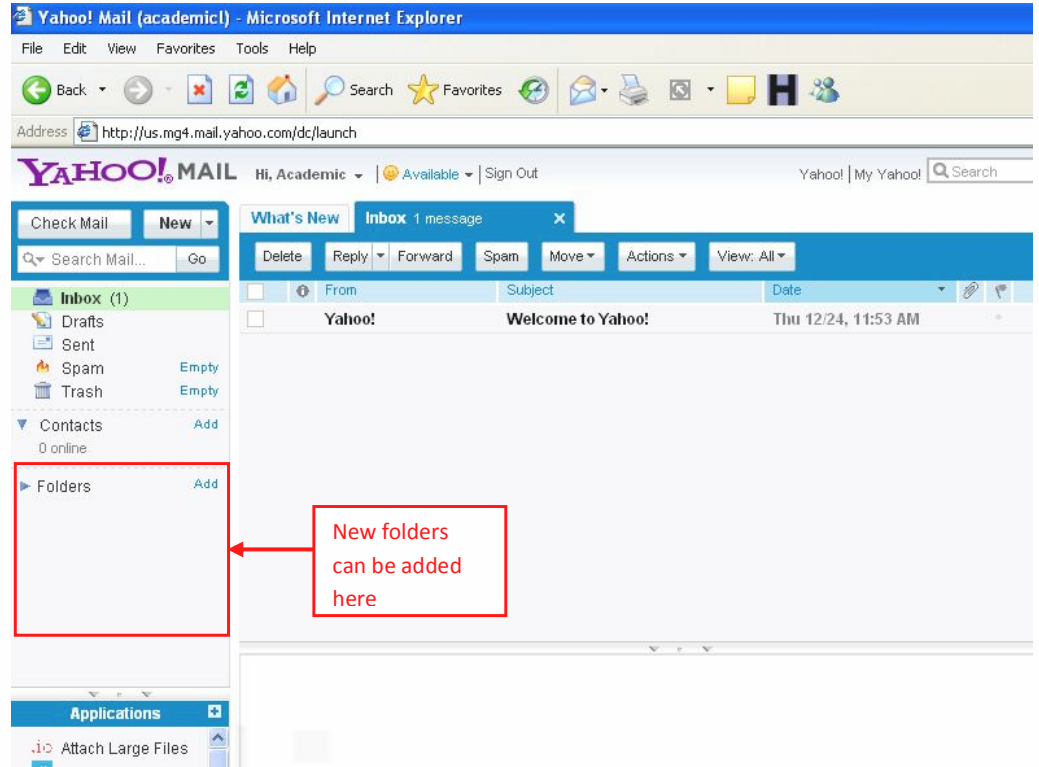 Yahoo! Mail (academicl) - Microsoft Internet Explorer
File Edit View Favorites Tools Help
Back Search Favorites
Address http://us.mg4.mail.yahoo.com/dc/launch
YAHOO!® MAIL Hi, Academic Available Sign Out Yahoo! My Yahoo! Search
Check Mail New What's New Inbox 1 message
Search Mail... Go Delete Reply Forward Spam Move Actions View: All
From Subject Date
Inbox (1)
Yahoo! Welcome to Yahoo! Thu 12/24, 11:53 AM
Drafts
Sent
Spam Empty
Trash Empty
Contacts Add
0 online
Folders Add
New folders
can be added
here
Applications
Attach Large Files